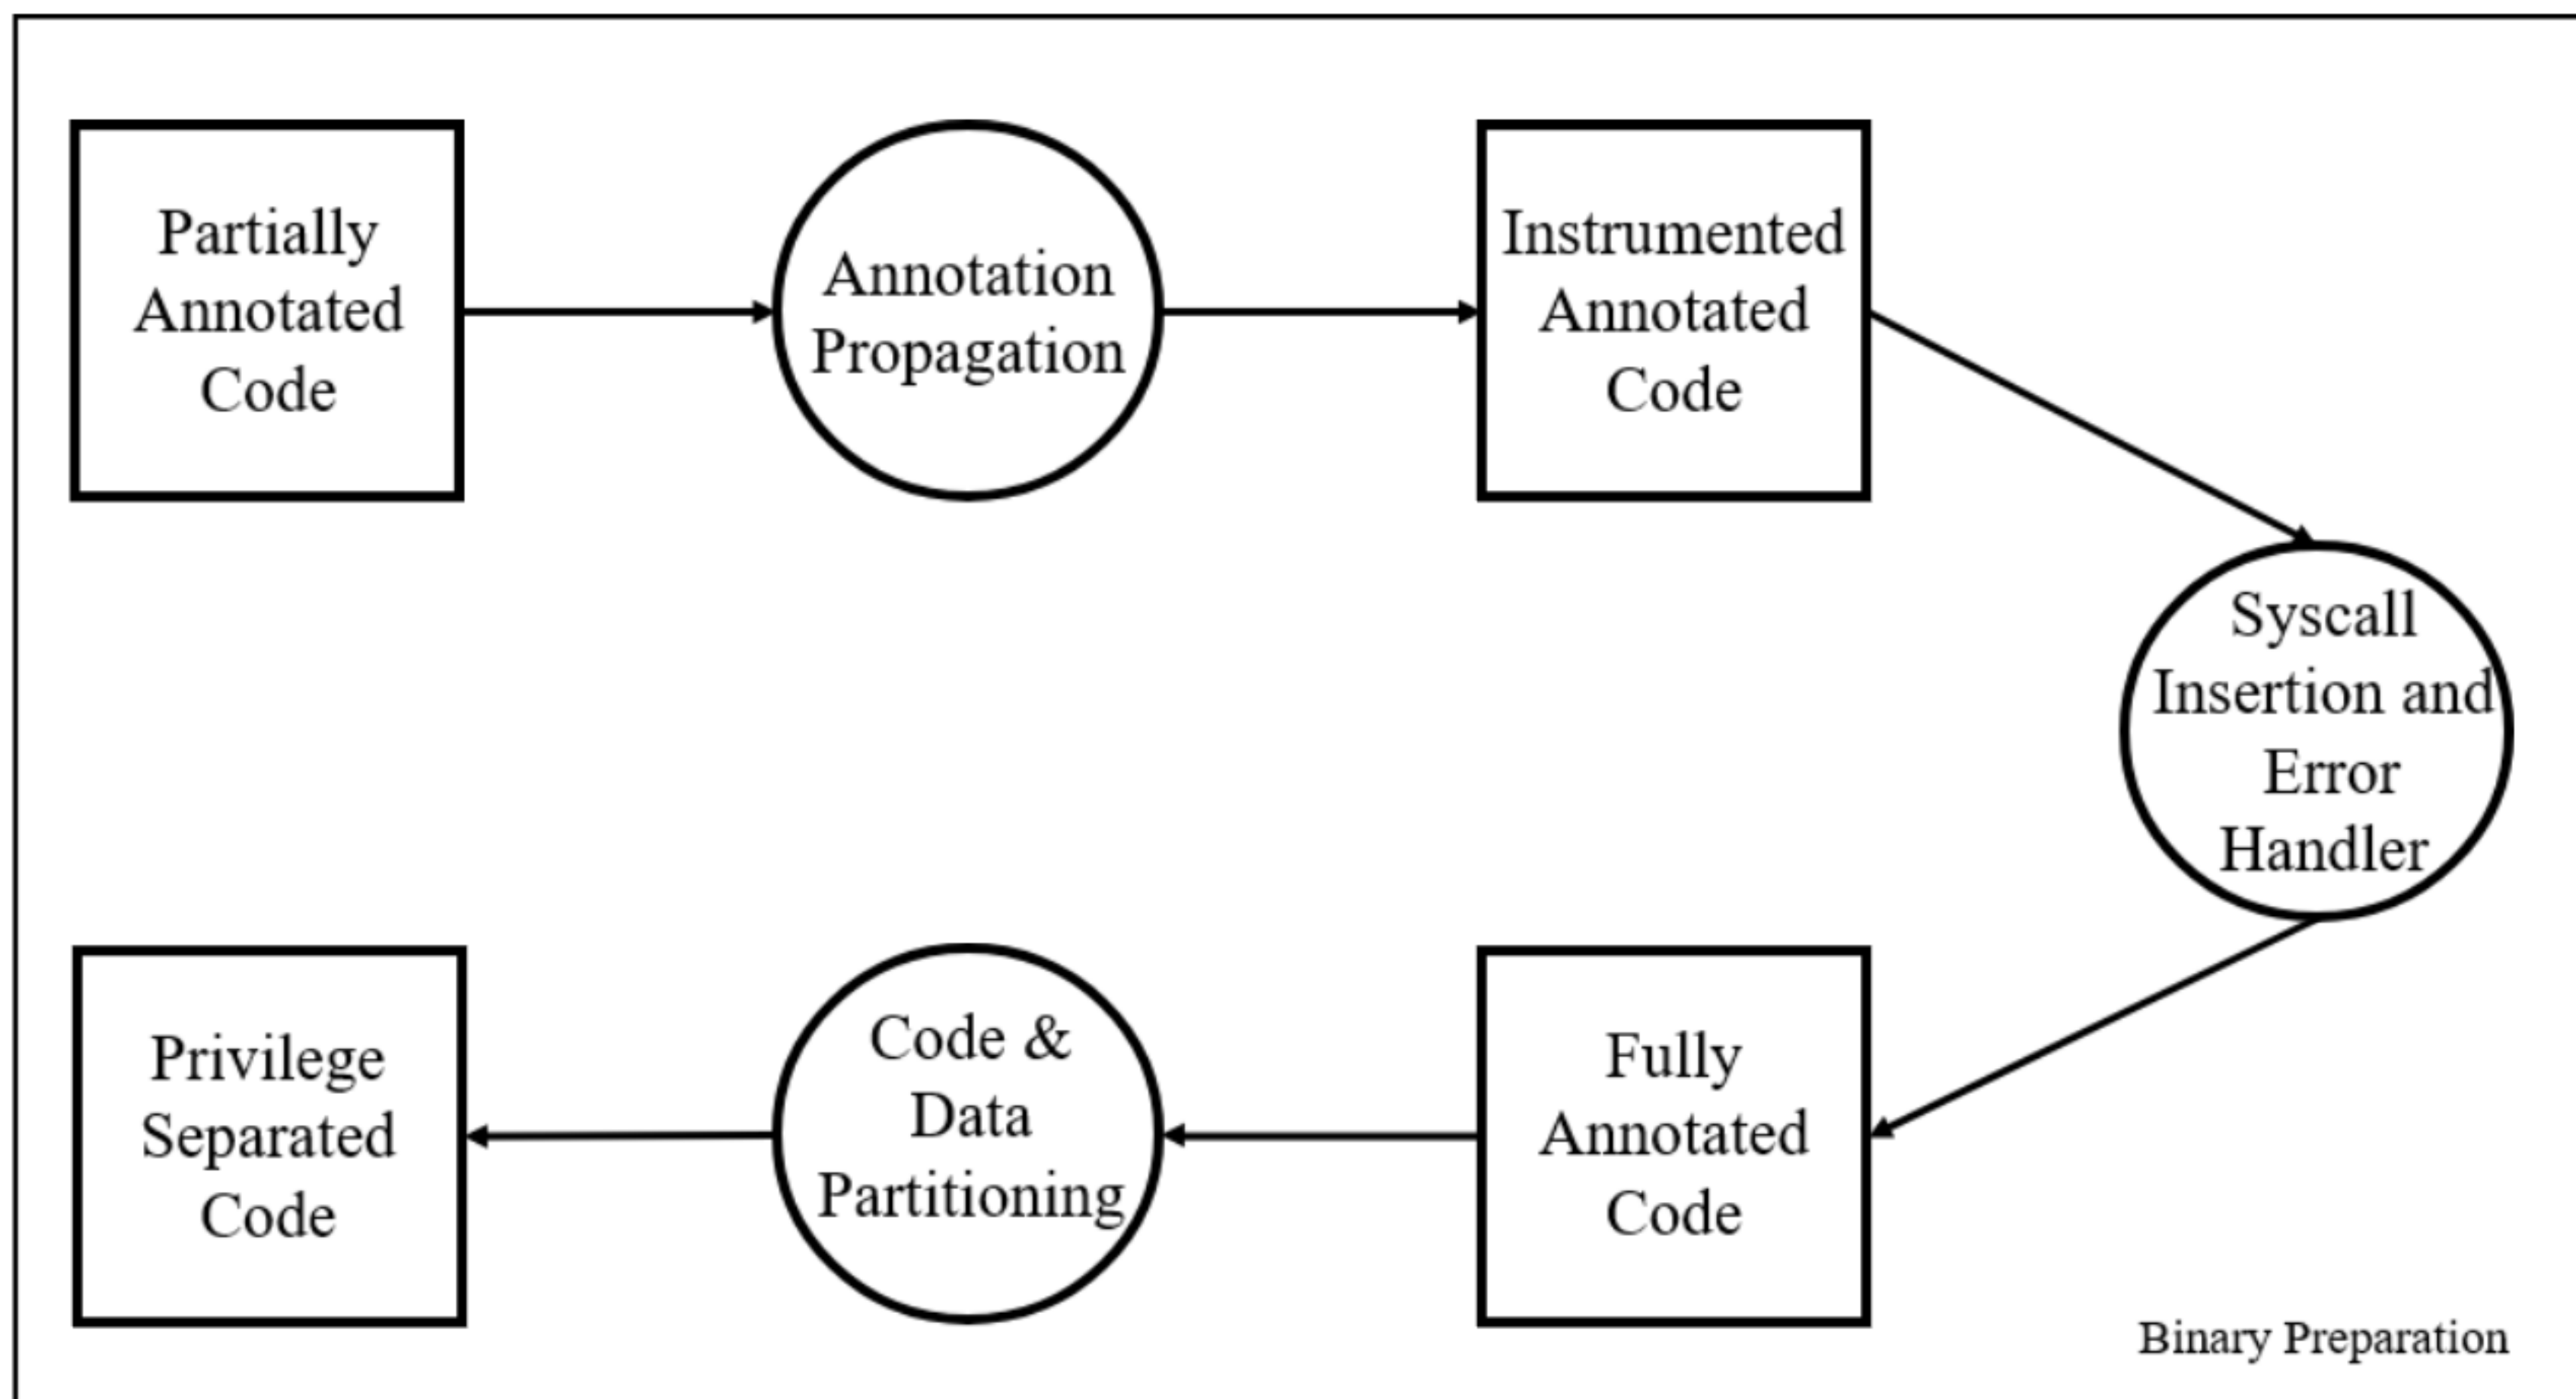 Partially
Annotated
Code
Annotation
Propagation
Instrumented
Annotated
Code
Syscall
Insertion and
Error
Handler
Fully
Annotated
Code
Code &
Data
Partitioning
Privilege
Separated
Code
Binary Preparation